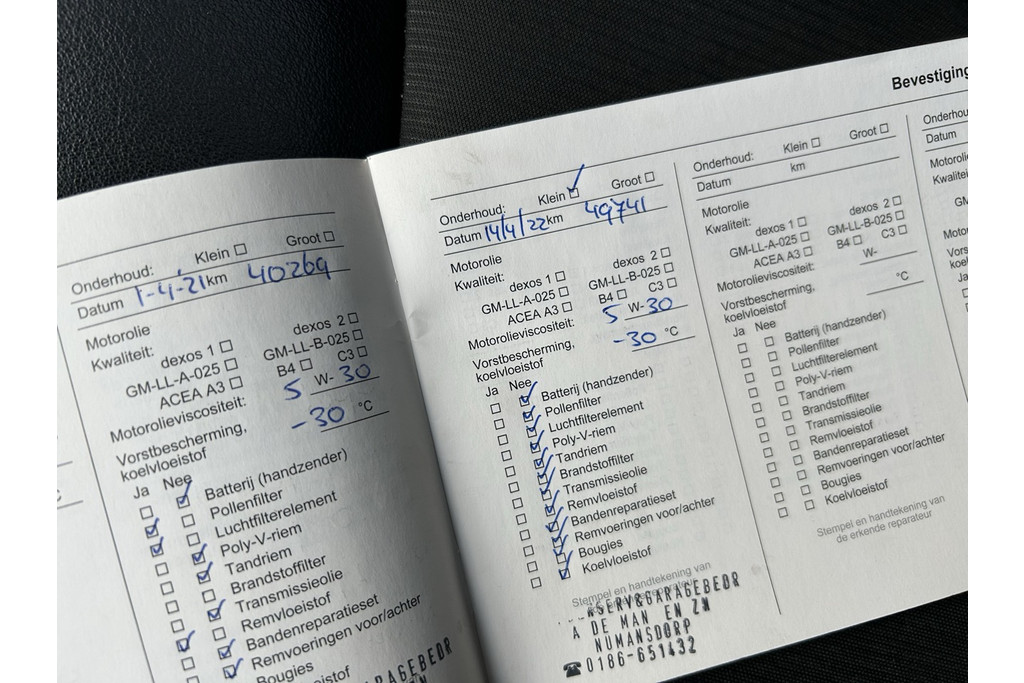 Onderhoud: Klein Groot
Datum 1-4-21 km 40269
Motorolie
Kwaliteit: dexos 1 dexos 2
GM-LL-A-025 GM-LL-B-025
ACEA A3 B4 C3
Motorolieviscositeit: 5 W- 30
Vorstbescherming,
koelvloeistof -30 °C
Ja Nee
Batterij (handzender)
Pollenfilter
Luchtfilterelement
Poly-V-riem
Tandriem
Brandstoffilter
Transmissieolie
Remvloeistof
Bandenreparatieset
Remvoeringen voor/achter
Bougies
Bevestiging
Onderhoud: Klein Groot
Datum 14/4/22 km 49741
Motorolie
Kwaliteit: dexos 1 dexos 2
GM-LL-A-025 GM-LL-B-025
ACEA A3 B4 C3
Motorolieviscositeit: 5 W- 30
Vorstbescherming,
koelvloeistof -30 °C
Ja Nee
Batterij (handzender)
Pollenfilter
Luchtfilterelement
Poly-V-riem
Tandriem
Brandstoffilter
Transmissieolie
Remvloeistof
Bandenreparatieset
Remvoeringen voor/achter
Bougies
Koelvloeistof
Stempel en handtekening van
A DE MAN EN ZN
NUMANSDORP
☎ 0186-651432
Onderhoud: Klein Groot
Datum km
Motorolie
Kwaliteit: dexos 1 dexos 2
GM-LL-A-025 GM-LL-B-025
ACEA A3 B4 C3
Motorolieviscositeit: W-
Vorstbescherming,
koelvloeistof °C
Ja Nee
Batterij (handzender)
Pollenfilter
Luchtfilterelement
Poly-V-riem
Tandriem
Brandstoffilter
Transmissieolie
Remvloeistof
Bandenreparatieset
Remvoeringen voor/achter
Bougies
Koelvloeistof
Stempel en handtekening van
de erkende reparateur
Datum